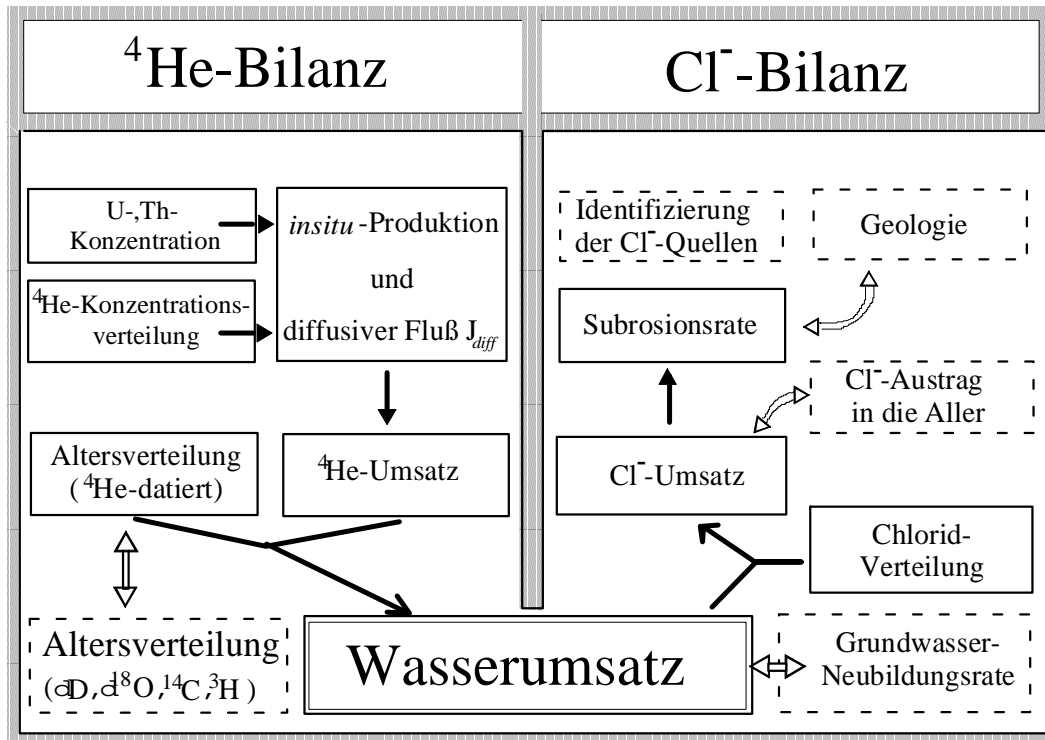 ⁴He-Bilanz
Cl⁻-Bilanz
U-,Th-
Konzentration
insitu-Produktion
und
diffusiver Fluß J_diff
⁴He-Konzentrations-
verteilung
Altersverteilung
(⁴He-datiert)
⁴He-Umsatz
Altersverteilung
(dD,d¹⁸O,¹⁴C,³H)
Identifizierung
der Cl⁻-Quellen
Geologie
Subrosionsrate
Cl⁻-Austrag
in die Aller
Cl⁻-Umsatz
Chlorid-
Verteilung
Wasserumsatz
Grundwasser-
Neubildungsrate